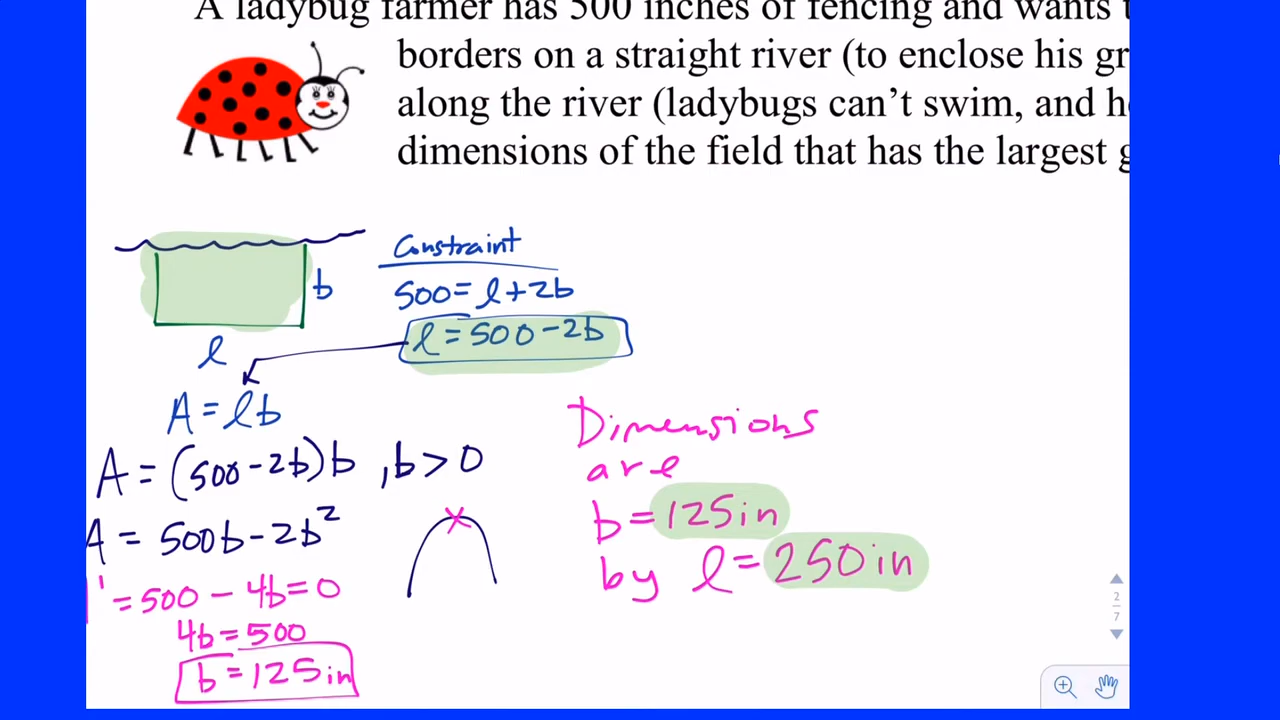 A ladybug farmer has 500 inches of fencing and wants
borders on a straight river (to enclose his
along the river (ladybugs can't swim, and
dimensions of the field that has the largest
b
l
Constraint
500 = l + 2b
l = 500 - 2b
A = lb
A = (500 - 2b)b , b > 0
A = 500b - 2b²
' = 500 - 4b = 0
4b = 500
b = 125in
Dimensions
are
b = 125in
by l = 250in
2
7